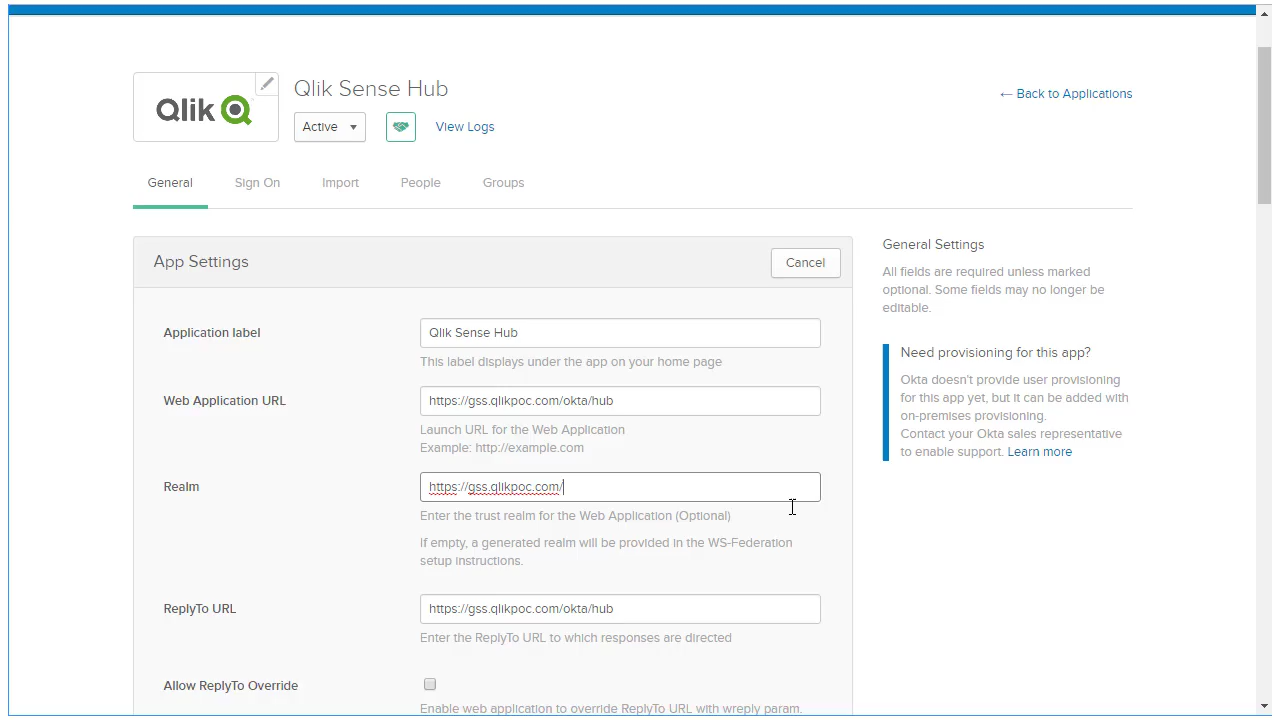 Qlik
Qlik Sense Hub
← Back to Applications
Active
View Logs
General
Sign On
Import
People
Groups
App Settings
Cancel
Application label
Qlik Sense Hub
This label displays under the app on your home page
Web Application URL
https://gss.qlikpoc.com/okta/hub
Launch URL for the Web Application
Example: http://example.com
Realm
https://gss.qlikpoc.com/
Enter the trust realm for the Web Application (Optional)
If empty, a generated realm will be provided in the WS-Federation
setup instructions.
ReplyTo URL
https://gss.qlikpoc.com/okta/hub
Enter the ReplyTo URL to which responses are directed
Allow ReplyTo Override
Enable web application to override ReplyTo URL with wreply param.
General Settings
All fields are required unless marked
optional. Some fields may no longer be
editable.
Need provisioning for this app?
Okta doesn't provide user provisioning
for this app yet, but it can be added with
on-premises provisioning.
Contact your Okta sales representative
to enable support. Learn more